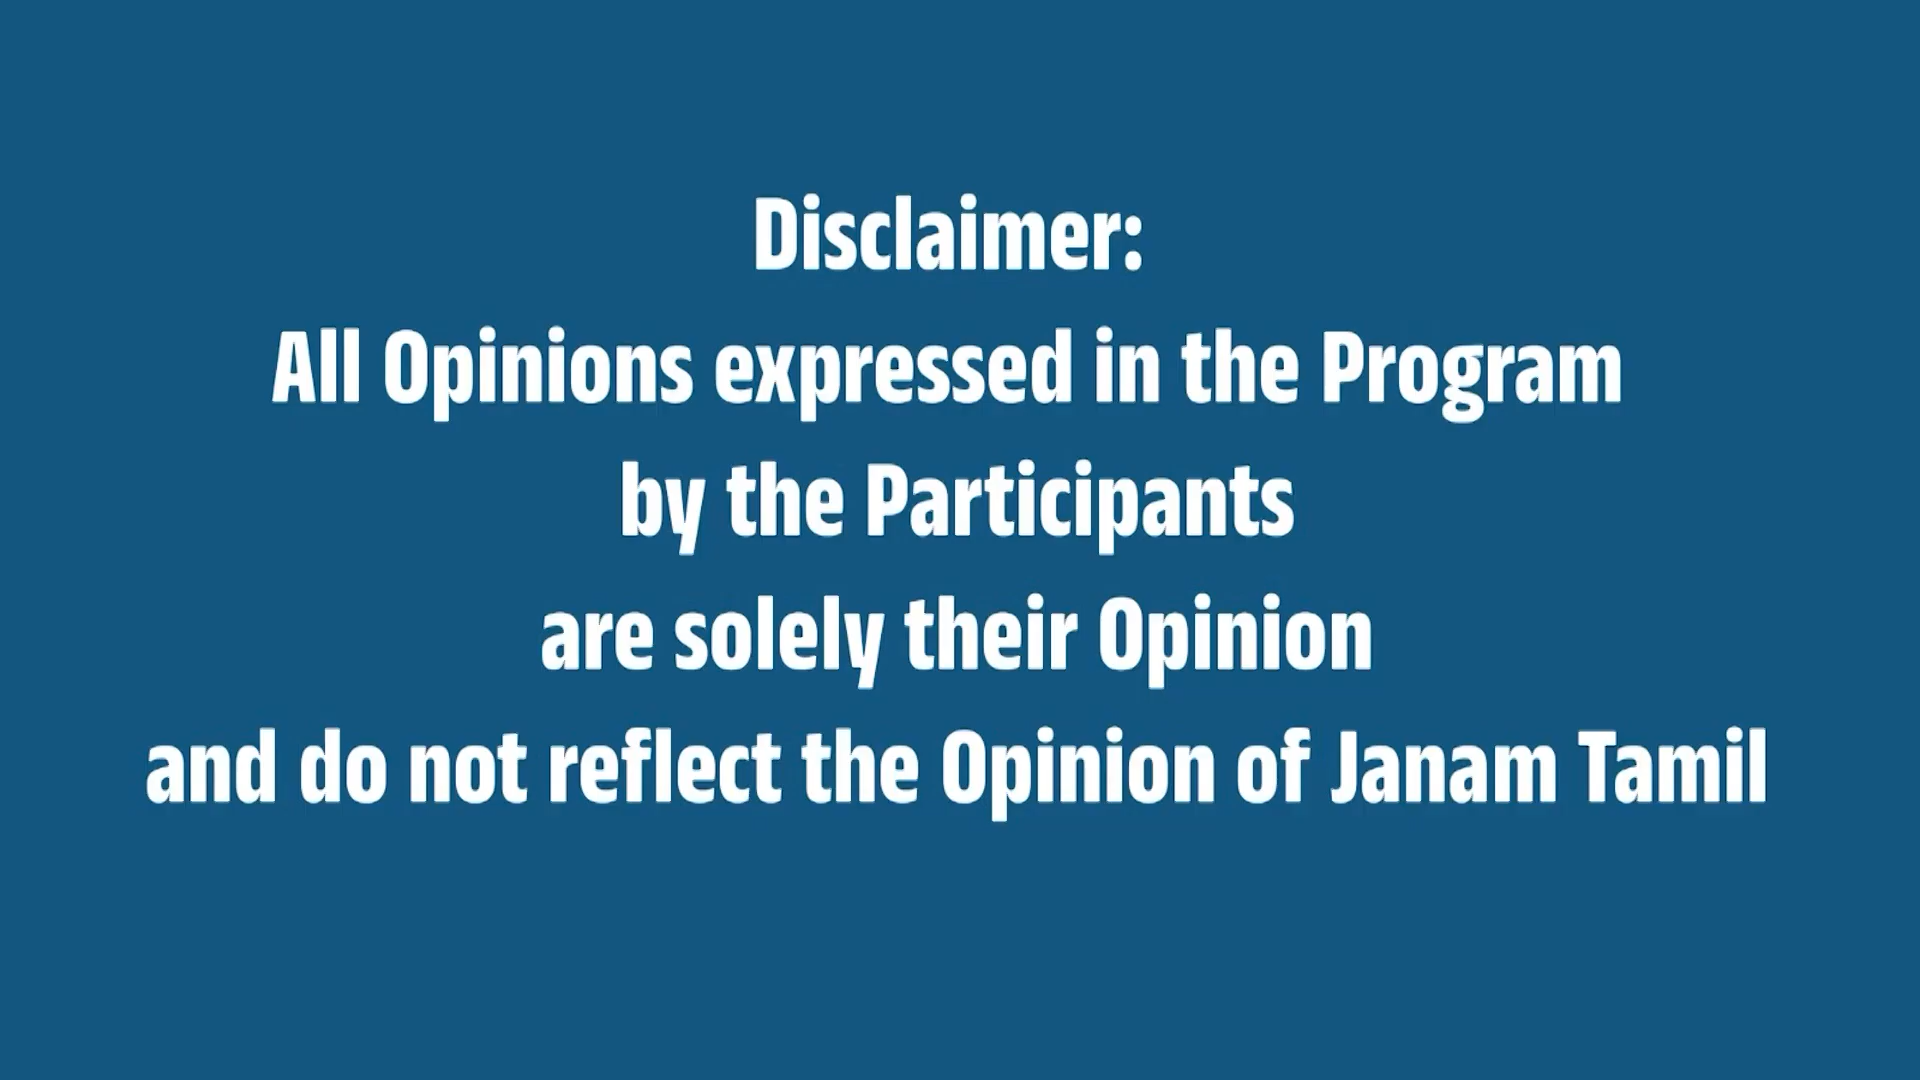 Disclaimer:
All Opinions expressed in the Program
by the Participants
are solely their Opinion
and do not reflect the Opinion of Janam Tamil